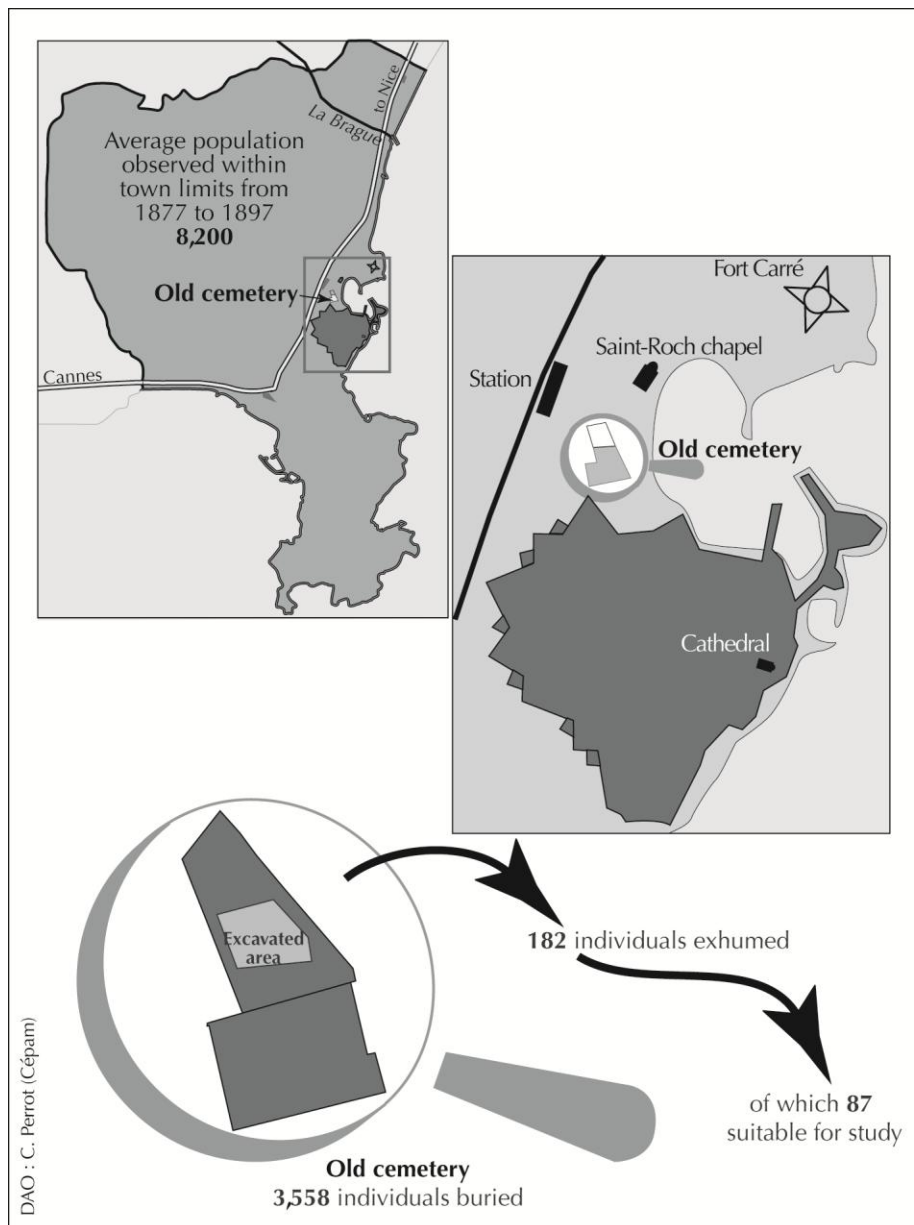 Average population
observed within
town limits from
1877 to 1897
8,200
to Nice
La Brague
Old cemetery
Cannes
Fort Carré
Saint-Roch chapel
Station
Old cemetery
Cathedral
Excavated
area
182 individuals exhumed
of which 87
suitable for study
Old cemetery
3,558 individuals buried
DAO : C. Perrot (Cépam)